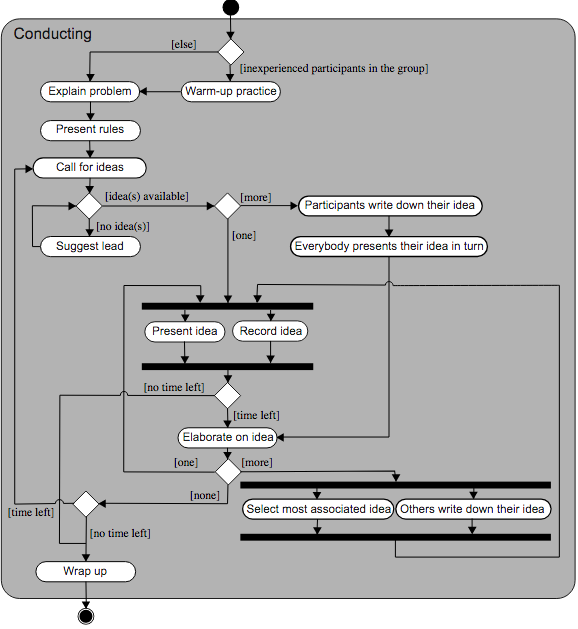 Conducting
[else]
[inexperienced participants in the group]
Explain problem
Warm-up practice
Present rules
Call for ideas
[idea(s) available]
[more]
Participants write down their idea
[no idea(s)]
[one]
Suggest lead
Everybody presents their idea in turn
Present idea
Record idea
[no time left]
[time left]
Elaborate on idea
[one]
[more]
[none]
[time left]
Select most associated idea
Others write down their idea
[no time left]
Wrap up